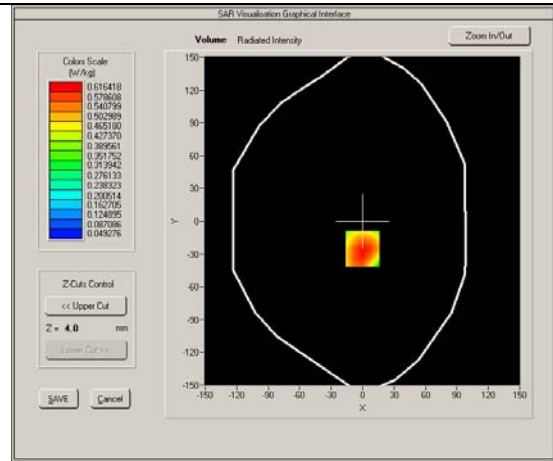 SAR Visualisation Graphical Interface
Volume Radiated Intensity
Zoom In/Out
Colors Scale
(W/kg)
0.616418
0.578608
0.540799
0.502989
0.465180
0.427370
0.389561
0.351752
0.313942
0.276133
0.238323
0.200514
0.162705
0.124895
0.087086
0.049276
Z-Cuts Control
<< Upper Cut
Z = 4.0 mm
Lower Cut >>
SAVE
Cancel
150
120
90
60
30
0
-30
-60
-90
-120
-150
Y
-150 -120 -90 -60 -30 0 30 60 90 120 150
X